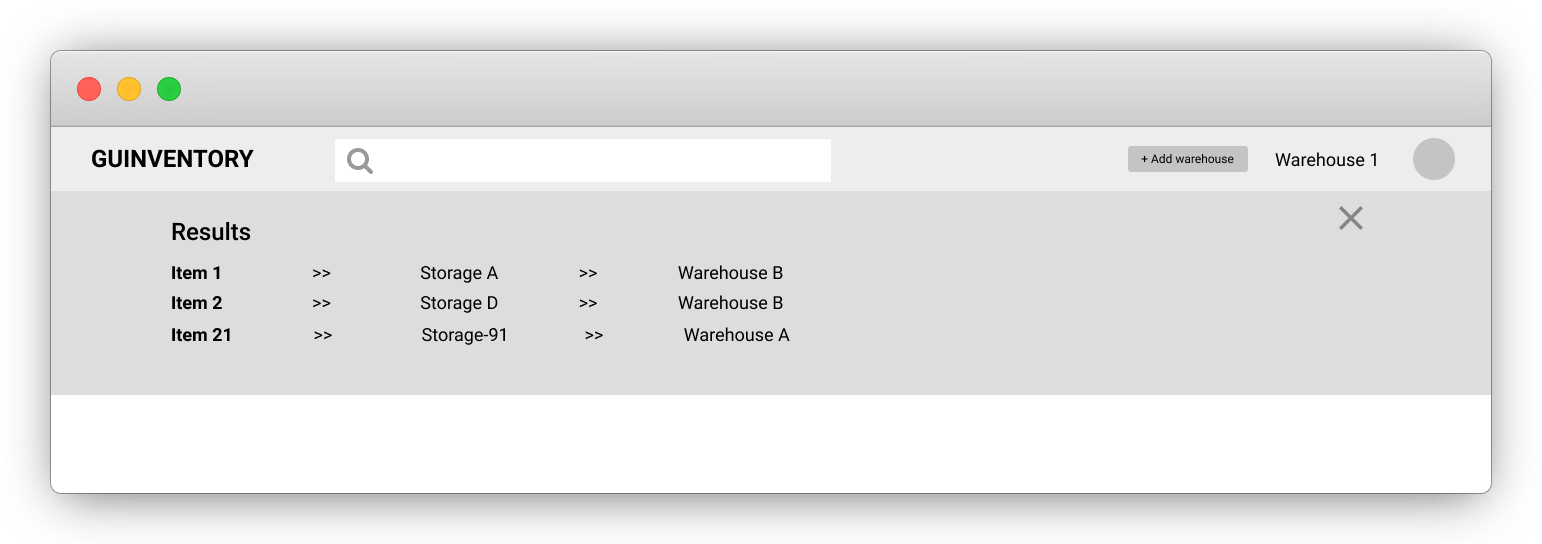 GUINVENTORY + Add warehouse Warehouse 1
Results
Item 1 >> Storage A >> Warehouse B
Item 2 >> Storage D >> Warehouse B
Item 21 >> Storage-91 >> Warehouse A